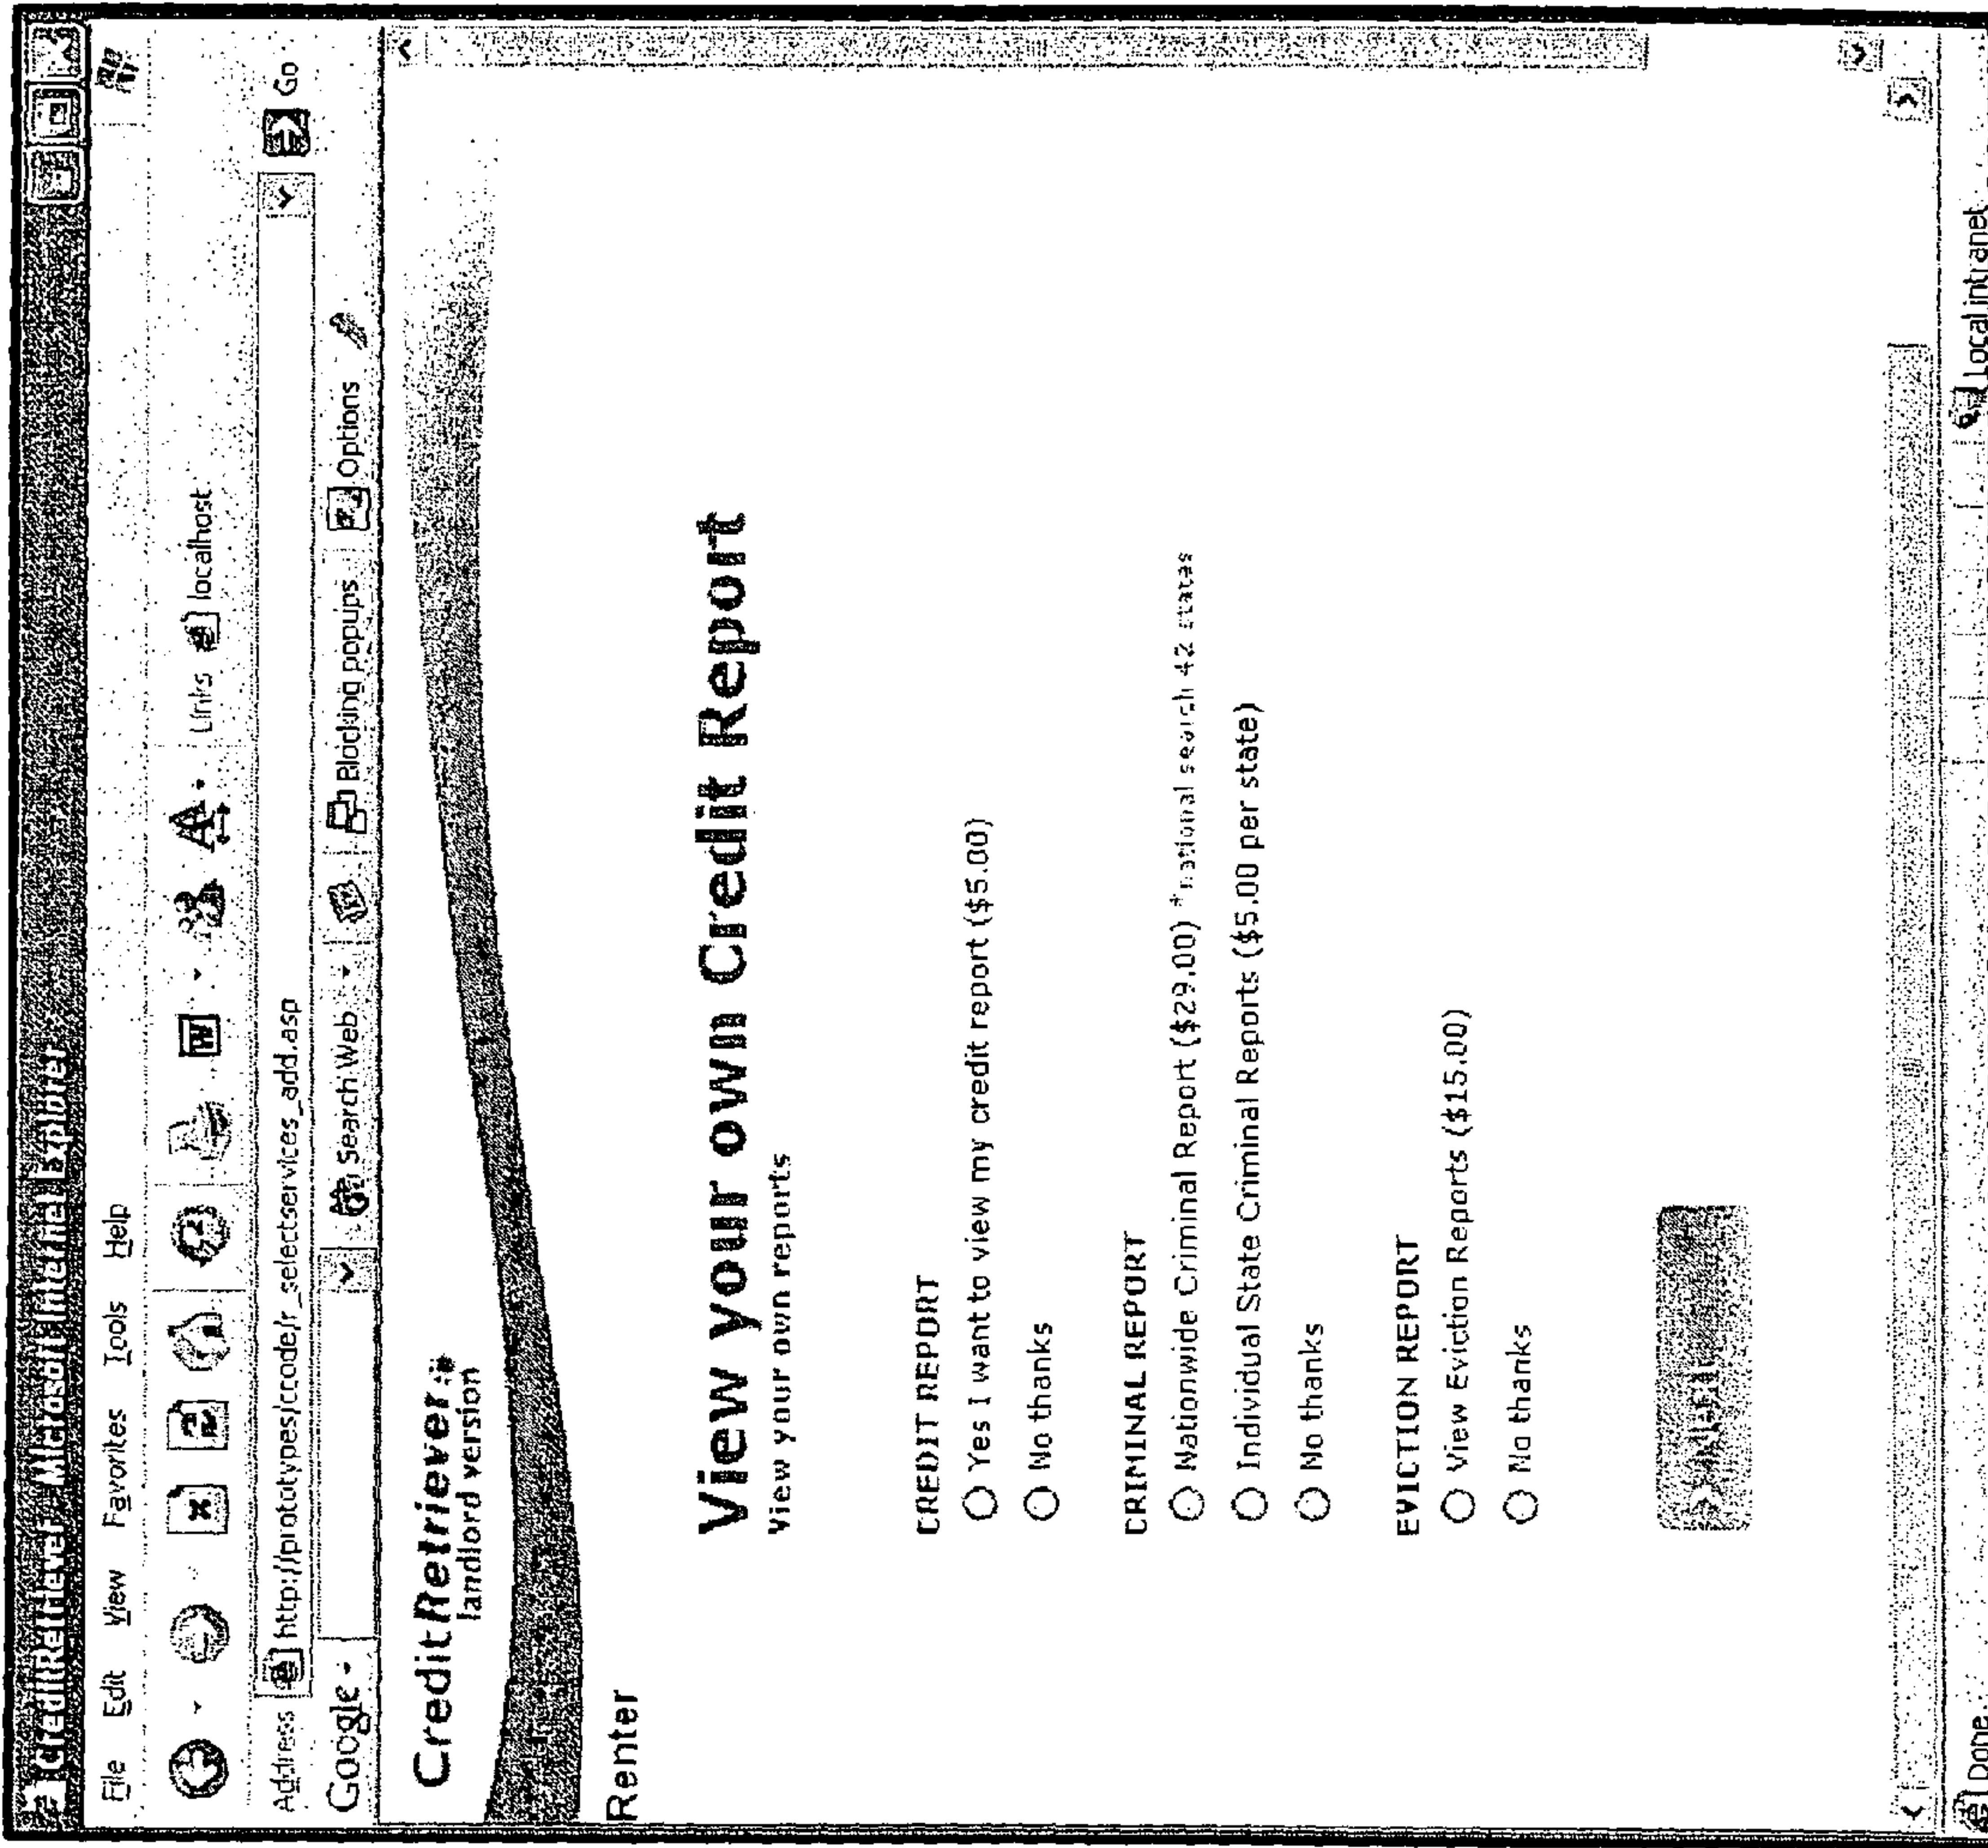 CreditRetriever - Microsoft Internet Explorer
File Edit View Favorites Tools Help
Links localhost
Address http://prototypes/ccode/r_selectservices_add.asp Go
Google Search Web Blocking popups Options
CreditRetriever
landlord version
Renter
View your own Credit Report
View your own reports
CREDIT REPORT
Yes I want to view my credit report ($5.00)
No thanks
CRIMINAL REPORT
Nationwide Criminal Report ($29.00) *national search 42 states
Individual State Criminal Reports ($5.00 per state)
No thanks
EVICTION REPORT
View Eviction Reports ($15.00)
No thanks
Done Local intranet